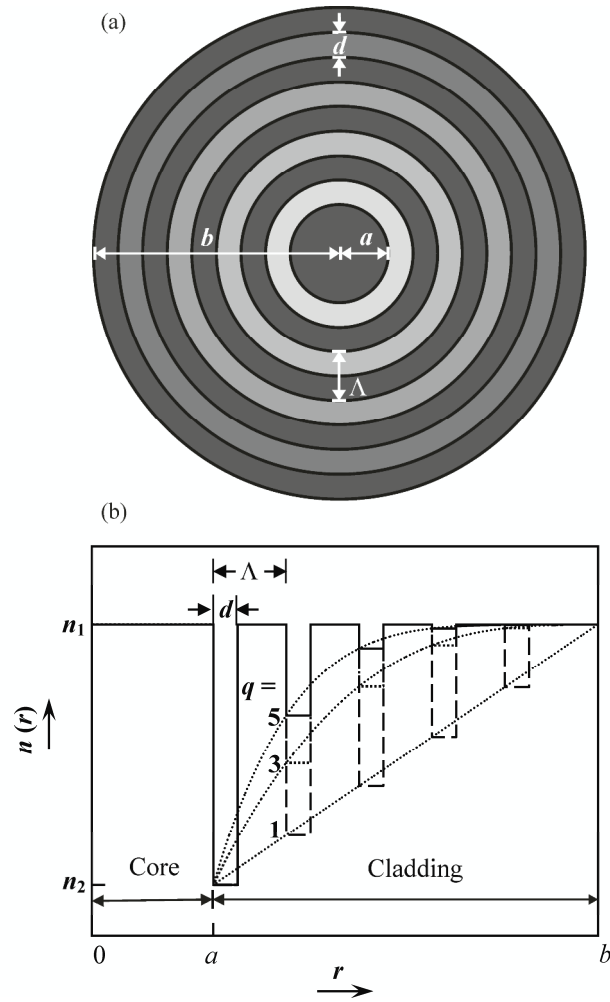 (a)
d
b
a
Λ
(b)
Λ
d
n₁
q =
5
3
1
n (r)
n₂
Core
Cladding
0
a
b
r